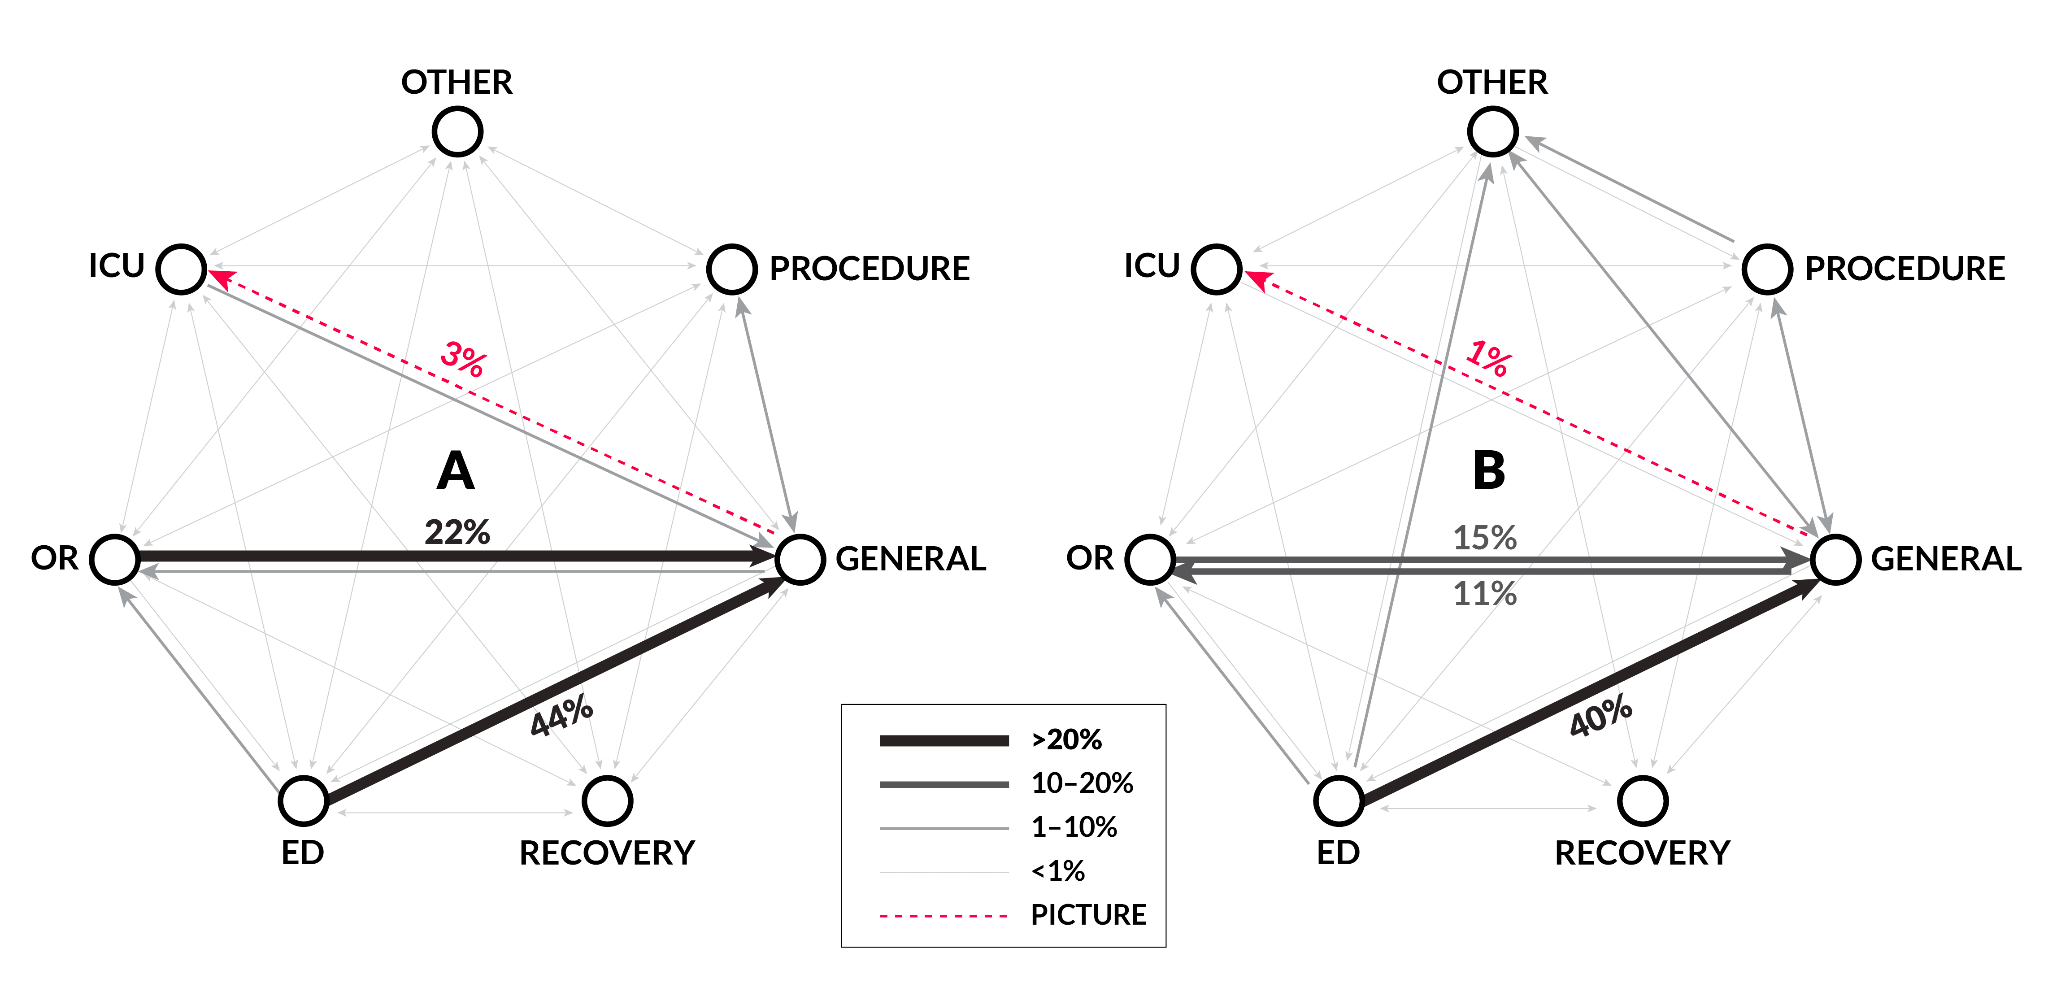 OTHER
ICU
PROCEDURE
3%
A
22%
OR
GENERAL
44%
ED
RECOVERY
OTHER
ICU
PROCEDURE
1%
B
15%
OR
GENERAL
11%
40%
ED
RECOVERY
>20%
10–20%
1–10%
<1%
PICTURE